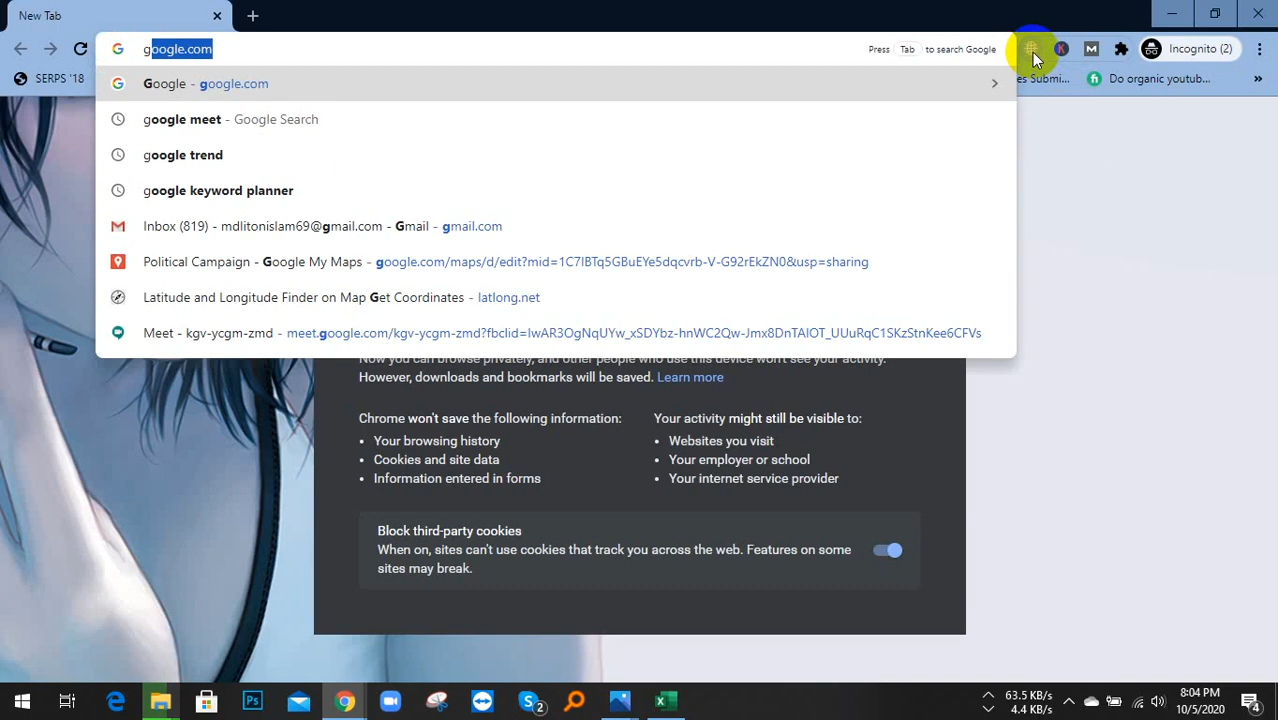 New Tab
google.com
Press Tab to search Google
Incognito (2)
SERPS '18
es Submi...
Do organic youtub...
Google - google.com
google meet - Google Search
google trend
google keyword planner
Inbox (819) - mdlitonislam69@gmail.com - Gmail - gmail.com
Political Campaign - Google My Maps - google.com/maps/d/edit?mid=1C7IBTq5GBuEYe5dqcvrb-V-G92rEkZN0&usp=sharing
Latitude and Longitude Finder on Map Get Coordinates - latlong.net
Meet - kgv-ycgm-zmd - meet.google.com/kgv-ycgm-zmd?fbclid=IwAR3OgNqUYw_xSDYbz-hnWC2Qw-Jmx8DnTAlOT_UUuRqC1SKzStnKee6CFVs
Now you can browse privately, and other people who use this device won't see your activity.
However, downloads and bookmarks will be saved. Learn more
Chrome won't save the following information:
Your browsing history
Cookies and site data
Information entered in forms
Your activity might still be visible to:
Websites you visit
Your employer or school
Your internet service provider
Block third-party cookies
When on, sites can't use cookies that track you across the web. Features on some
sites may break.
63.5 KB/s
4.4 KB/s
8:04 PM
10/5/2020